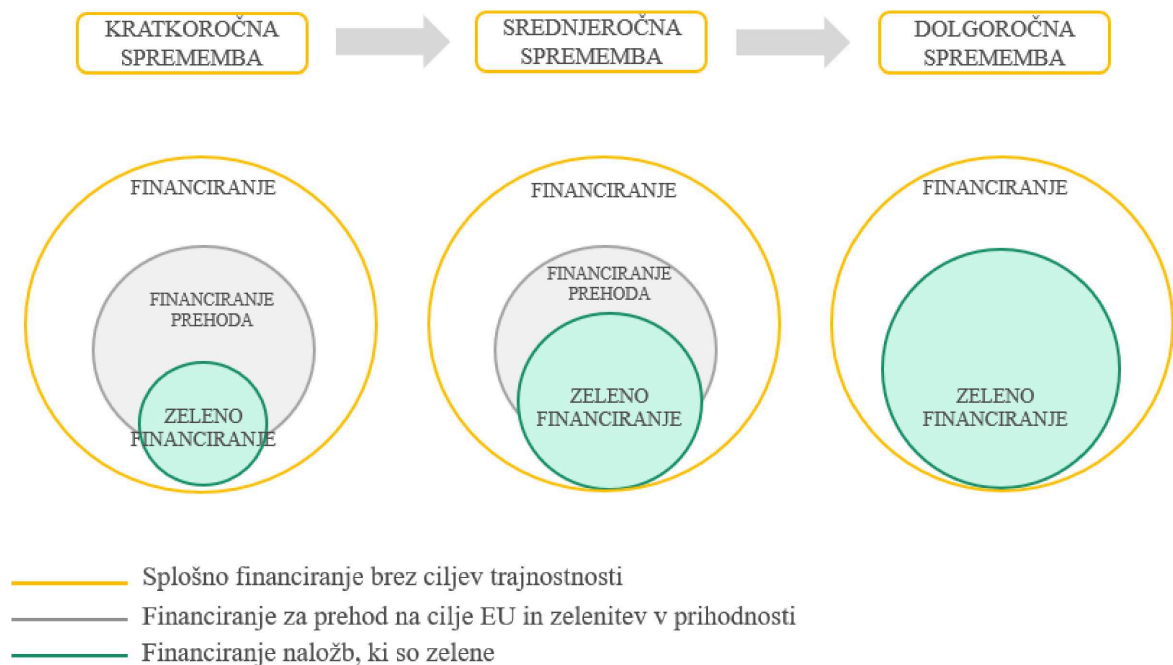 KRATKOROČNA
SPREMEMBA
SREDNJEROČNA
SPREMEMBA
DOLGOROČNA
SPREMEMBA
FINANCIRANJE
FINANCIRANJE
PREHODA
ZELENO
FINANCIRANJE
FINANCIRANJE
FINANCIRANJE
PREHODA
ZELENO
FINANCIRANJE
FINANCIRANJE
ZELENO
FINANCIRANJE
Splošno financiranje brez ciljev trajnostnosti
Financiranje za prehod na cilje EU in zelenitev v prihodnosti
Financiranje naložb, ki so zelene